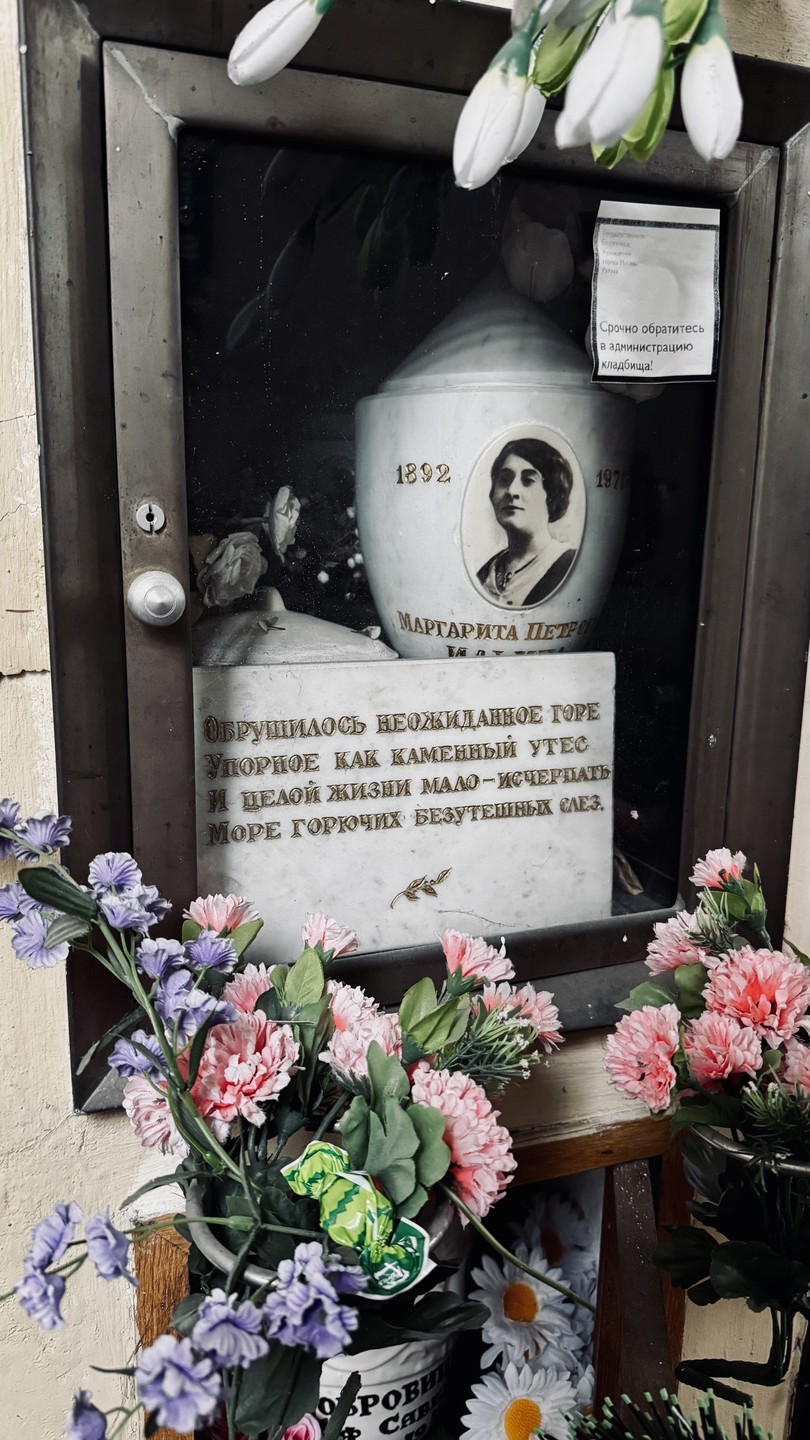 Срочно обратитесь
в администрацию
кладбища!
1892
МАРГАРИТА
ОБРУШИЛОСЬ НЕОЖИДАННОЕ ГОРЕ
УПОРНОЕ КАК КАМЕННЫЙ УТЕС
И ЦЕЛОЙ ЖИЗНИ МАЛО-ИСЧЕРПАТЬ
МОРЕ ГОРЮЧИХ БЕЗУТЕШНЫХ СЛЕЗ.